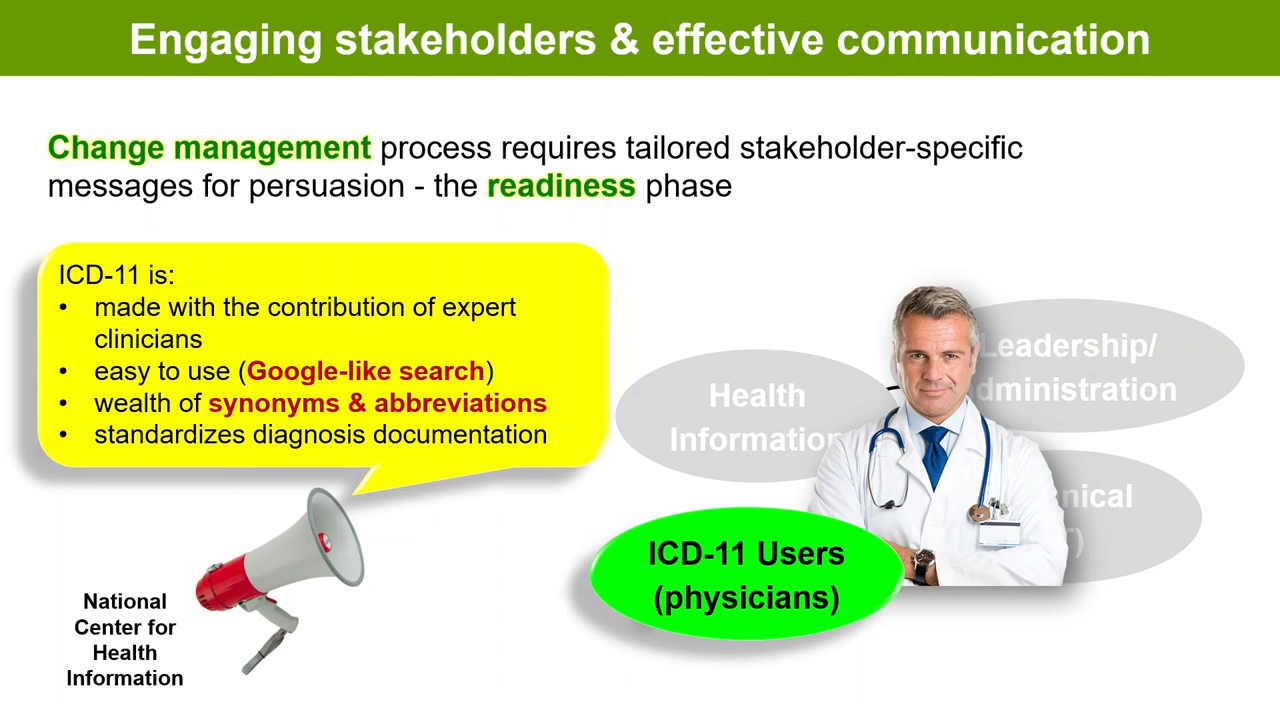 Engaging stakeholders & effective communication
Change management process requires tailored stakeholder-specific
messages for persuasion - the readiness phase
ICD-11 is:
• made with the contribution of expert
clinicians
• easy to use (Google-like search)
• wealth of synonyms & abbreviations
• standardizes diagnosis documentation
Health
Information
Leadership/
dministration
ICD-11 Users
(physicians)
National
Center for
Health
Information